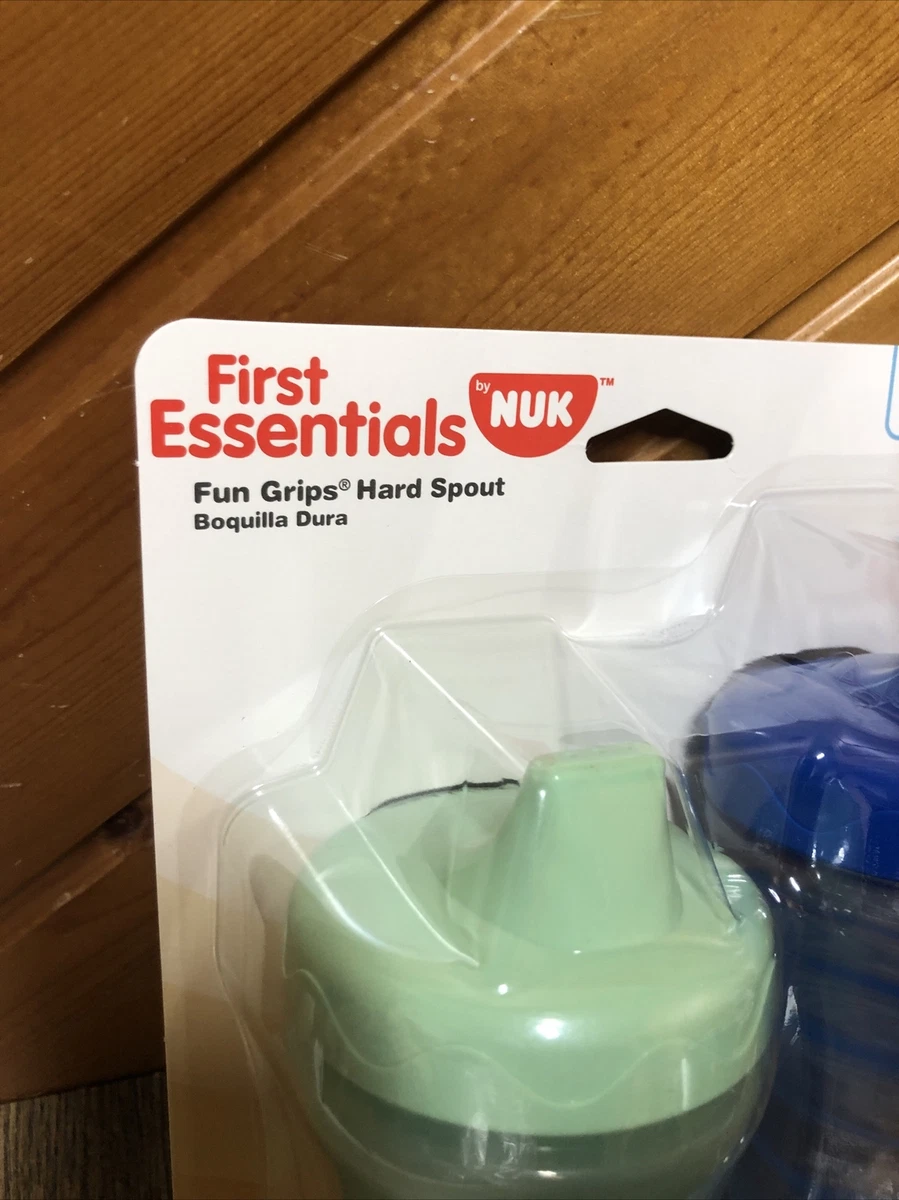 First
Essentials
by NUK™
Fun Grips® Hard Spout
Boquilla Dura